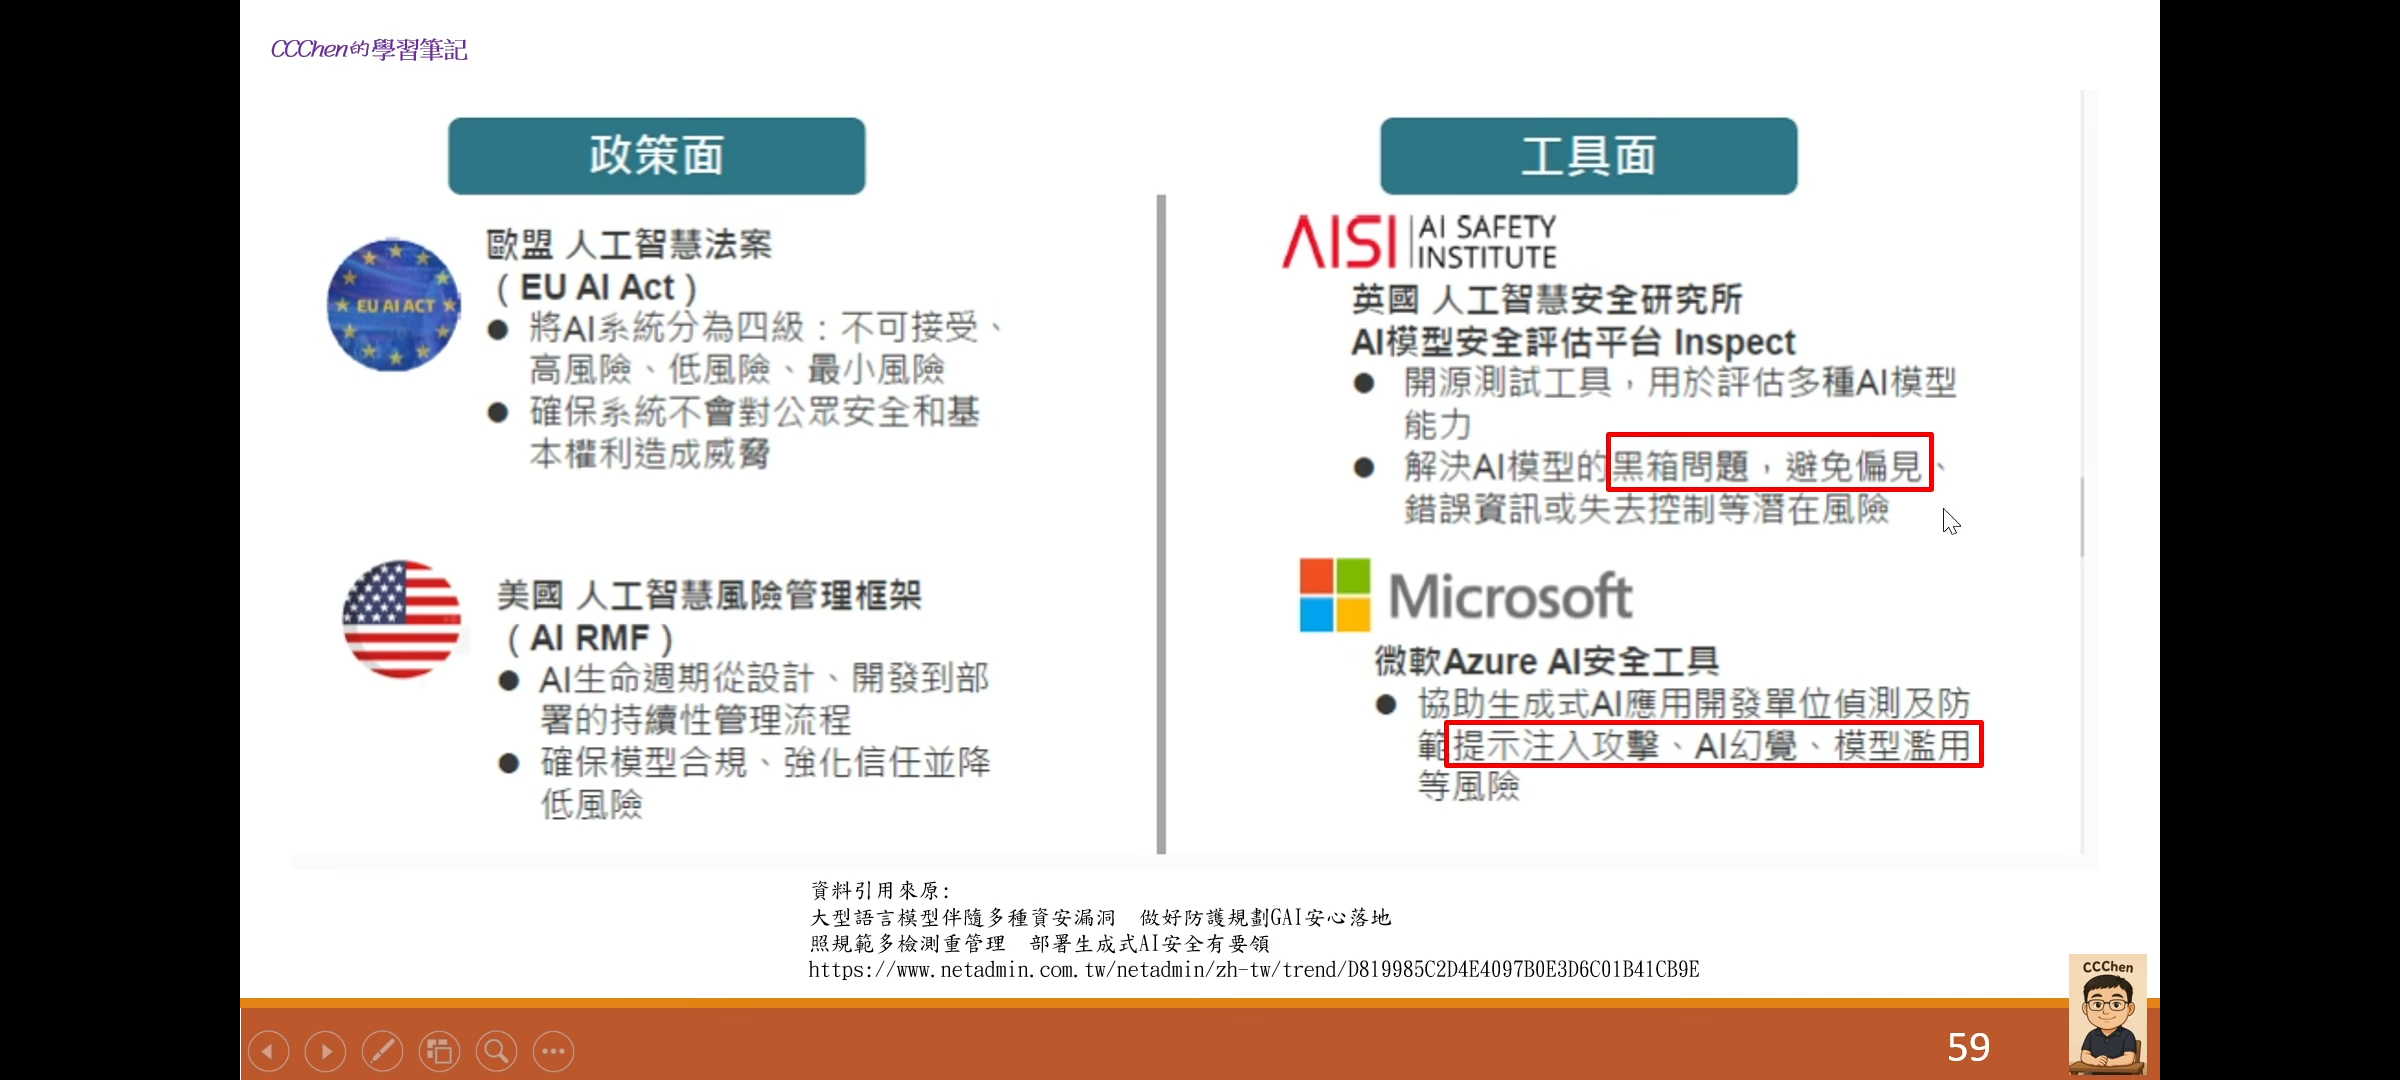 CCChen的學習筆記
政策面
EU AI ACT
歐盟 人工智慧法案
（EU AI Act）
● 將AI系統分為四級：不可接受、
高風險、低風險、最小風險
● 確保系統不會對公眾安全和基
本權利造成威脅
美國 人工智慧風險管理框架
（AI RMF）
● AI生命週期從設計、開發到部
署的持續性管理流程
● 確保模型合規、強化信任並降
低風險
工具面
AISI | AI SAFETY
INSTITUTE
英國 人工智慧安全研究所
AI模型安全評估平台 Inspect
● 開源測試工具，用於評估多種AI模型
能力
● 解決AI模型的黑箱問題，避免偏見、
錯誤資訊或失去控制等潛在風險
Microsoft
微軟Azure AI安全工具
● 協助生成式AI應用開發單位偵測及防
範提示注入攻擊、AI幻覺、模型濫用
等風險
資料引用來原:
大型語言模型伴隨多種資安漏洞　做好防護規劃GAI安心落地
照規範多檢測重管理　部署生成式AI安全有要領
https://www.netadmin.com.tw/netadmin/zh-tw/trend/D819985C2D4E4097B0E3D6C01B41CB9E
59
CCChen